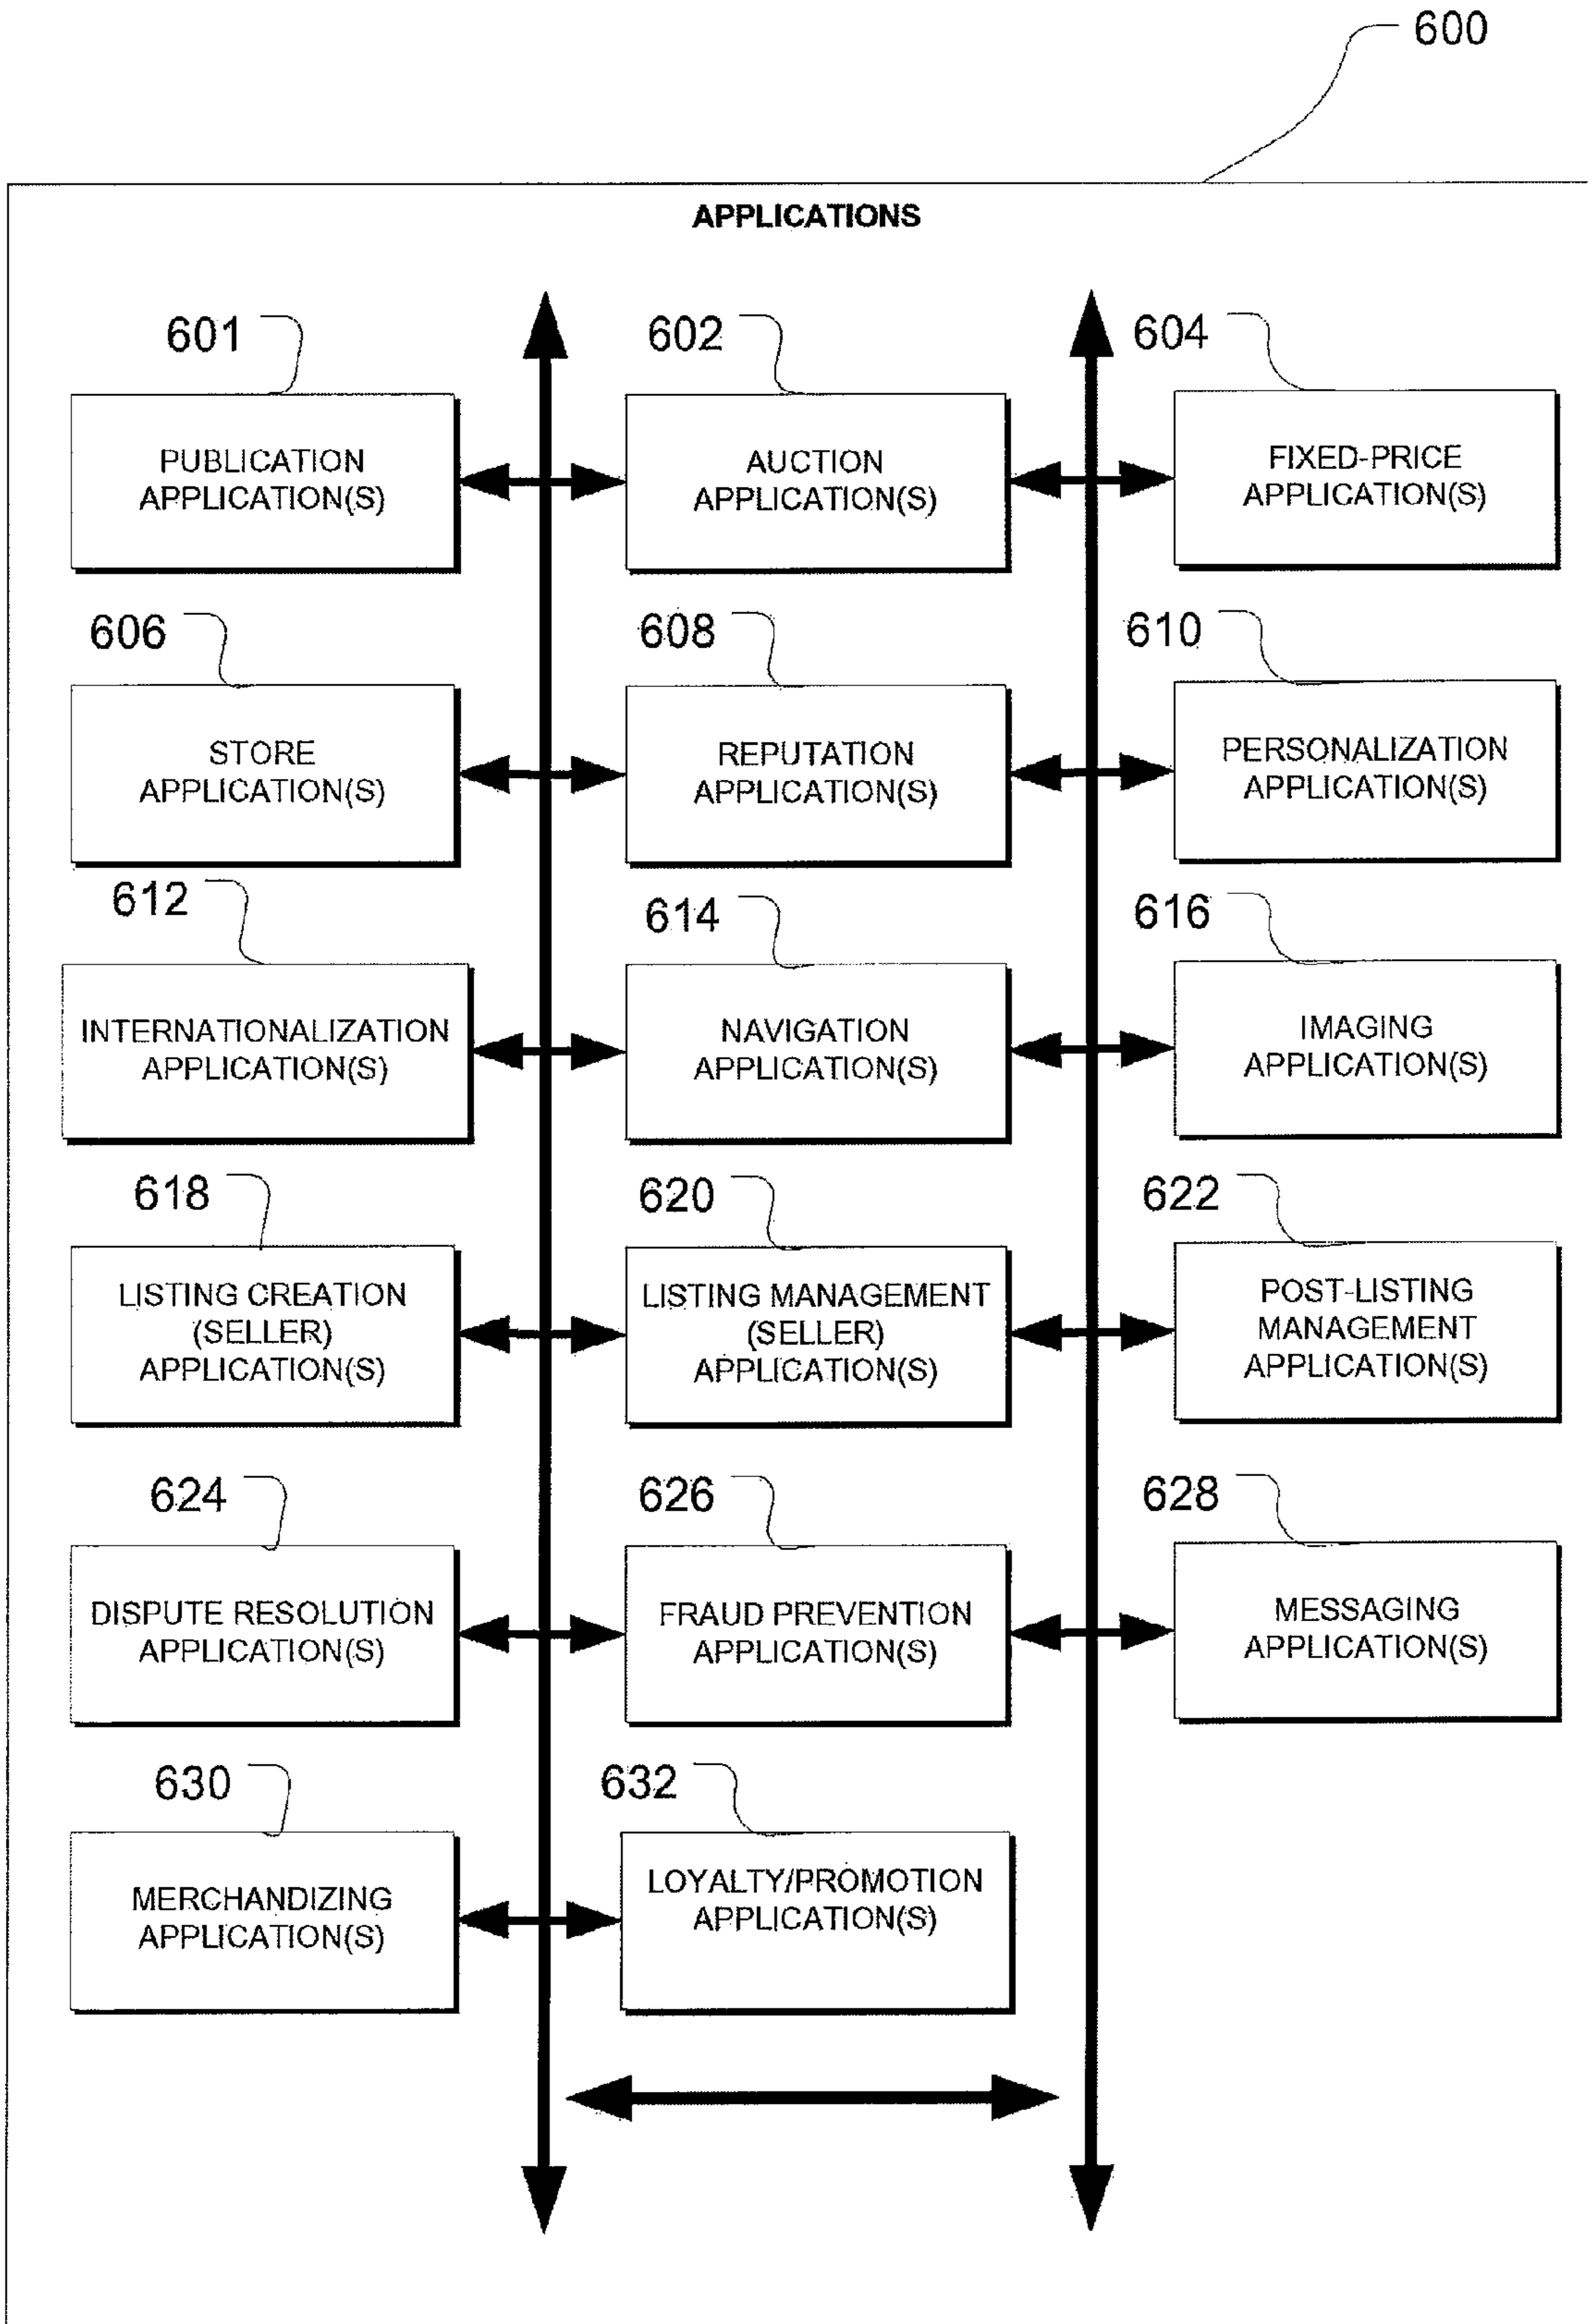 600
APPLICATIONS
601
602
604
PUBLICATION
APPLICATION(S)
AUCTION
APPLICATION(S)
FIXED-PRICE
APPLICATION(S)
606
608
610
STORE
APPLICATION(S)
REPUTATION
APPLICATION(S)
PERSONALIZATION
APPLICATION(S)
612
614
616
INTERNATIONALIZATION
APPLICATION(S)
NAVIGATION
APPLICATION(S)
IMAGING
APPLICATION(S)
618
620
622
LISTING CREATION
(SELLER)
APPLICATION(S)
LISTING MANAGEMENT
(SELLER)
APPLICATION(S)
POST-LISTING
MANAGEMENT
APPLICATION(S)
624
626
628
DISPUTE RESOLUTION
APPLICATION(S)
FRAUD PREVENTION
APPLICATION(S)
MESSAGING
APPLICATION(S)
630
632
MERCHANDIZING
APPLICATION(S)
LOYALTY/PROMOTION
APPLICATION(S)